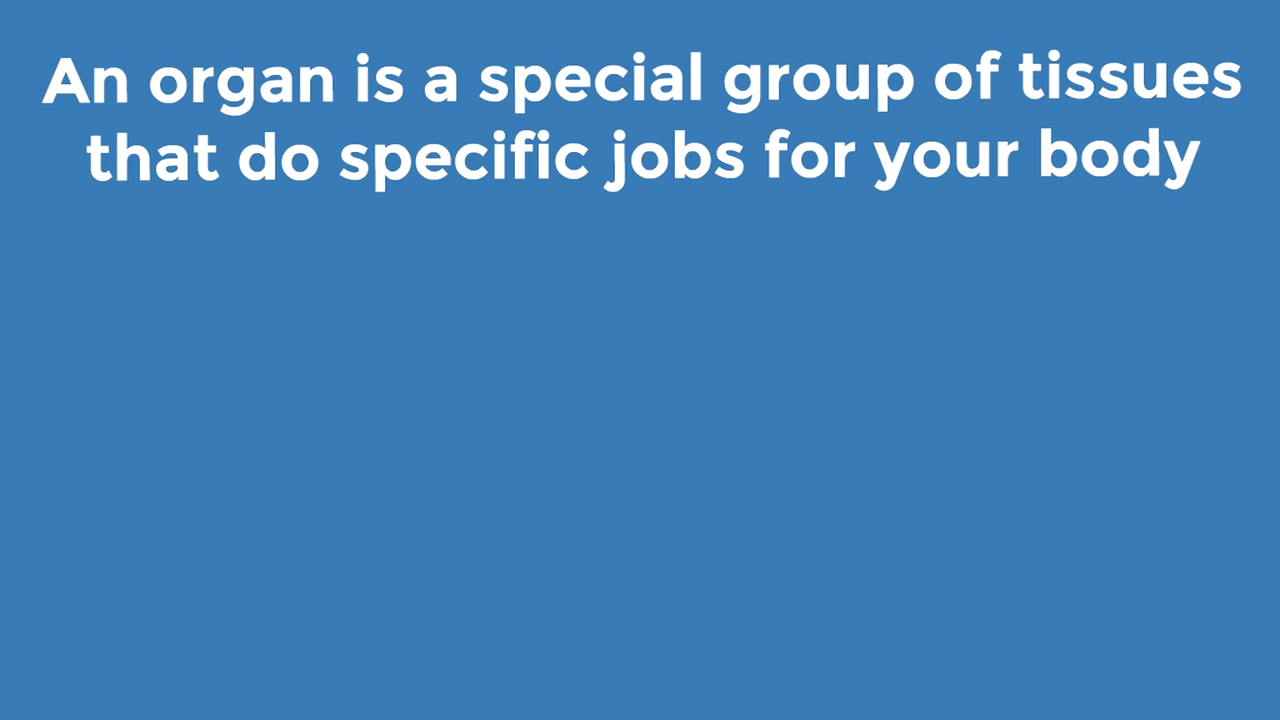 An organ is a special group of tissues
that do specific jobs for your body